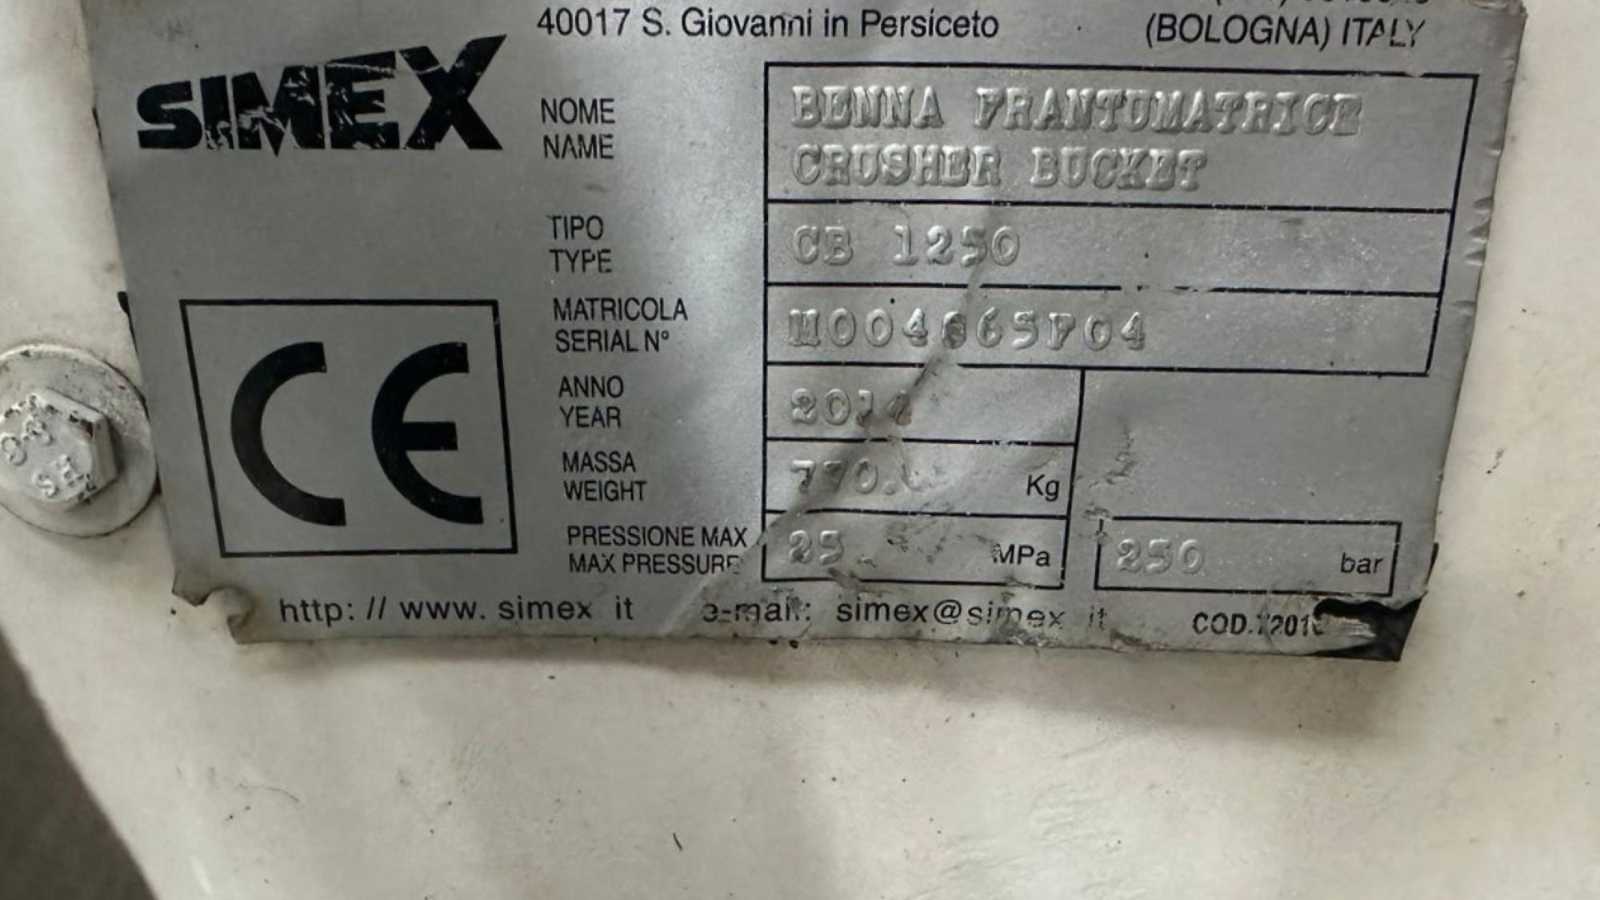 40017 S. Giovanni in Persiceto (BOLOGNA) ITALY
SIMEX
NOME BENNA FRANTUMATRICE
NAME CRUSHER BUCKET
TIPO
TYPE CB 1250
MATRICOLA
SERIAL N°
ANNO
YEAR
MASSA
WEIGHT Kg
PRESSIONE MAX
MAX PRESSURE 25 MPa 250 bar
CE
http: // www. simex it e-mail: simex@simex it